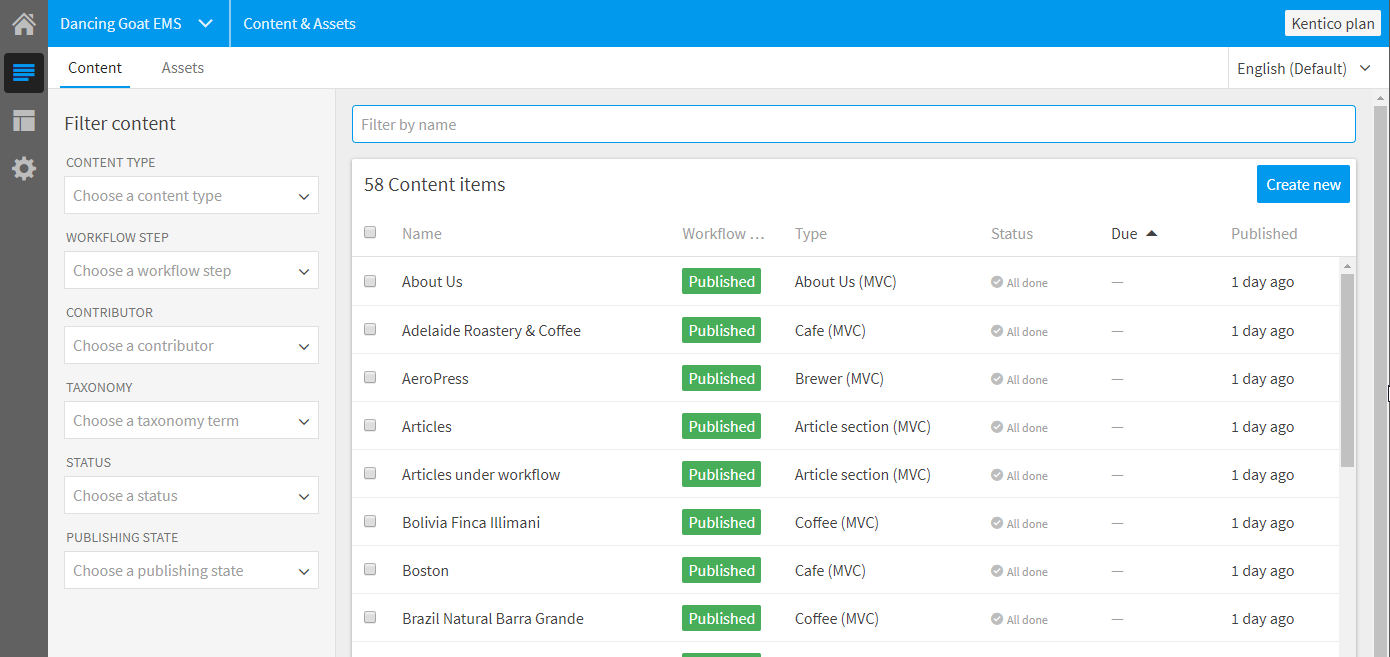 Dancing Goat EMS Content & Assets Kentico plan
Content Assets English (Default)
Filter content
CONTENT TYPE
Choose a content type
WORKFLOW STEP
Choose a workflow step
CONTRIBUTOR
Choose a contributor
TAXONOMY
Choose a taxonomy term
STATUS
Choose a status
PUBLISHING STATE
Choose a publishing state
Filter by name
58 Content items Create new
Name Workflow ... Type Status Due Published
About Us Published About Us (MVC) All done — 1 day ago
Adelaide Roastery & Coffee Published Cafe (MVC) All done — 1 day ago
AeroPress Published Brewer (MVC) All done — 1 day ago
Articles Published Article section (MVC) All done — 1 day ago
Articles under workflow Published Article section (MVC) All done — 1 day ago
Bolivia Finca Illimani Published Coffee (MVC) All done — 1 day ago
Boston Published Cafe (MVC) All done — 1 day ago
Brazil Natural Barra Grande Published Coffee (MVC) All done — 1 day ago